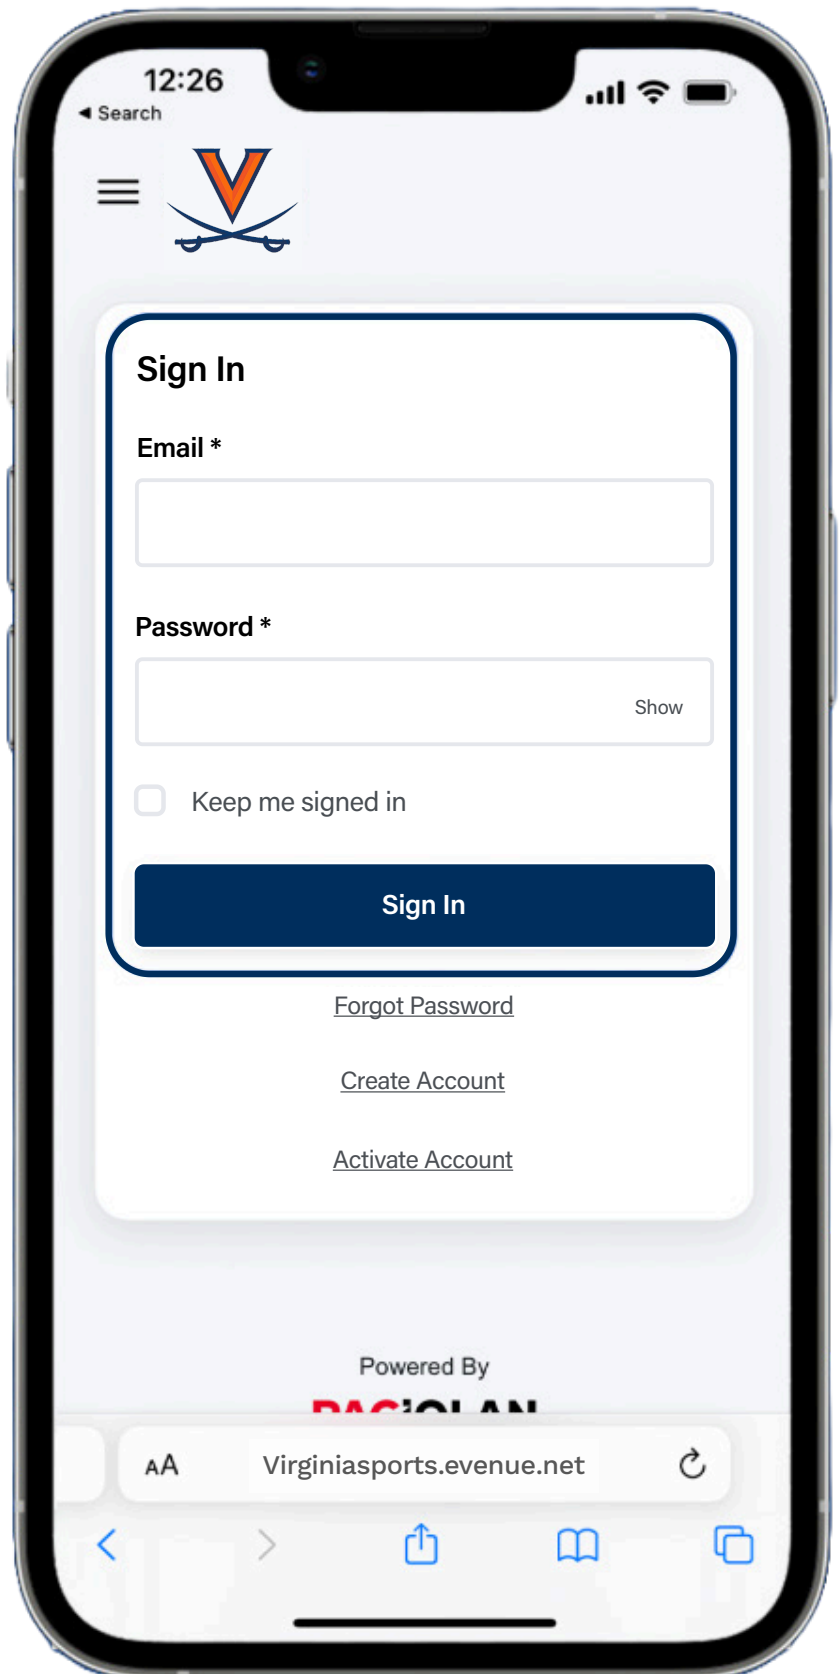 12:26
◀ Search
V
Sign In
Email *
Password *
Show
Keep me signed in
Sign In
Forgot Password
Create Account
Activate Account
Powered By
PACIOLAN
AA
Virginiasports.evenue.net